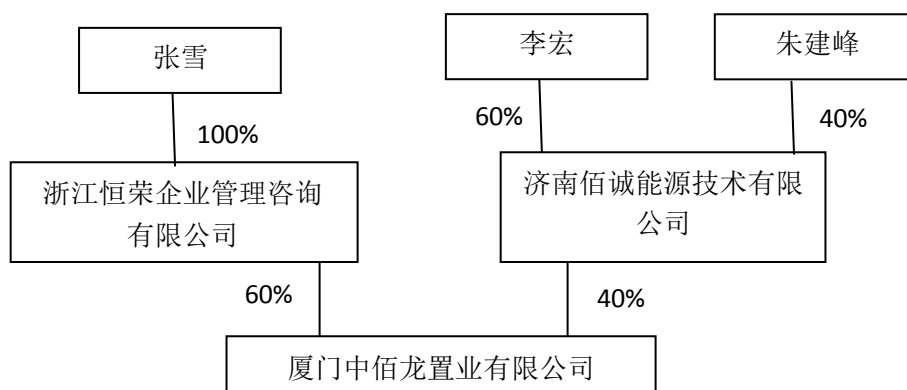 张雪
李宏
朱建峰
100%
60%
40%
浙江恒荣企业管理咨询
有限公司
济南佰诚能源技术有限
公司
60%
40%
厦门中佰龙置业有限公司